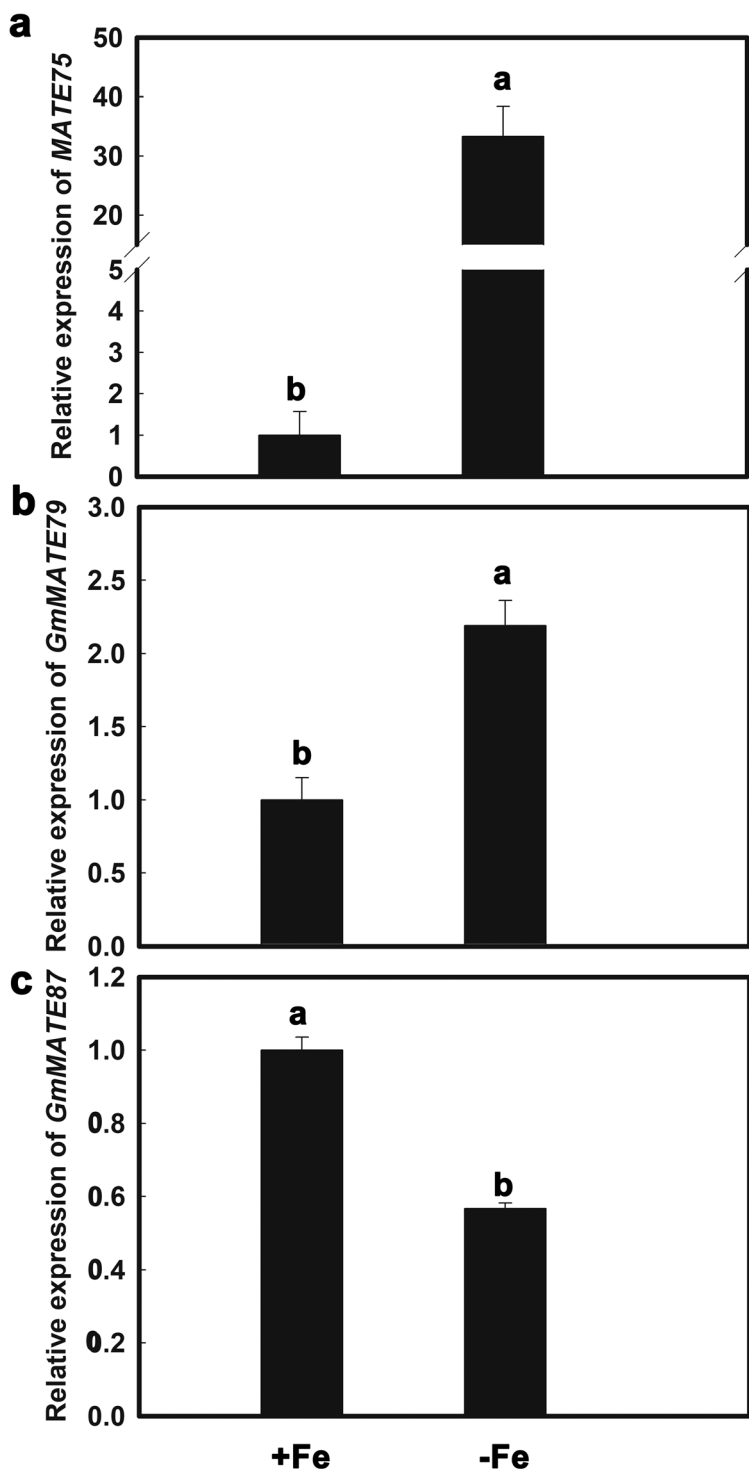 a
Relative expression of MATE75
50
40
30
20
5
4
3
2
1
0
b
a
b
Relative expression of GmMATE79
3.0
2.5
2.0
1.5
1.0
0.5
0.0
b
a
c
Relative expression of GmMATE87
1.2
1.0
0.8
0.6
0.4
0.2
0.0
a
b
+Fe
-Fe